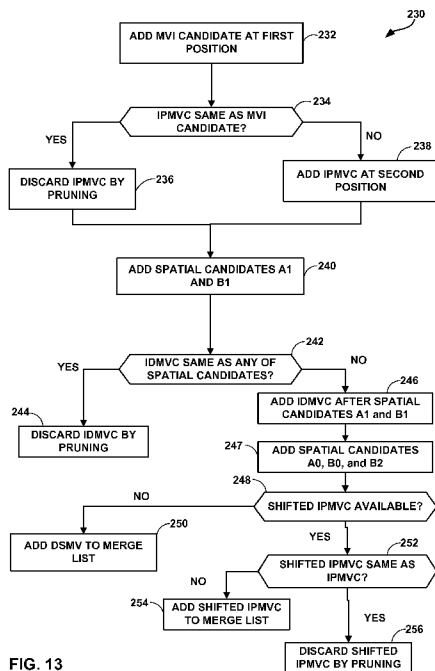 230
ADD MVI CANDIDATE AT FIRST
POSITION
232
IPMVC SAME AS MVI
CANDIDATE?
234
YES
NO
DISCARD IPMVC BY
PRUNING
236
238
ADD IPMVC AT SECOND
POSITION
ADD SPATIAL CANDIDATES A1
AND B1
240
242
IDMVC SAME AS ANY OF
SPATIAL CANDIDATES?
YES
NO
244
DISCARD IDMVC BY
PRUNING
246
ADD IDMVC AFTER SPATIAL
CANDIDATES A1 and B1
247
ADD SPATIAL CANDIDATES
A0, B0, and B2
248
SHIFTED IPMVC AVAILABLE?
NO
YES
250
ADD DSMV TO MERGE
LIST
252
SHIFTED IPMVC SAME AS
IPMVC?
NO
YES
254
ADD SHIFTED IPMVC
TO MERGE LIST
256
DISCARD SHIFTED
IPMVC BY PRUNING
FIG. 13